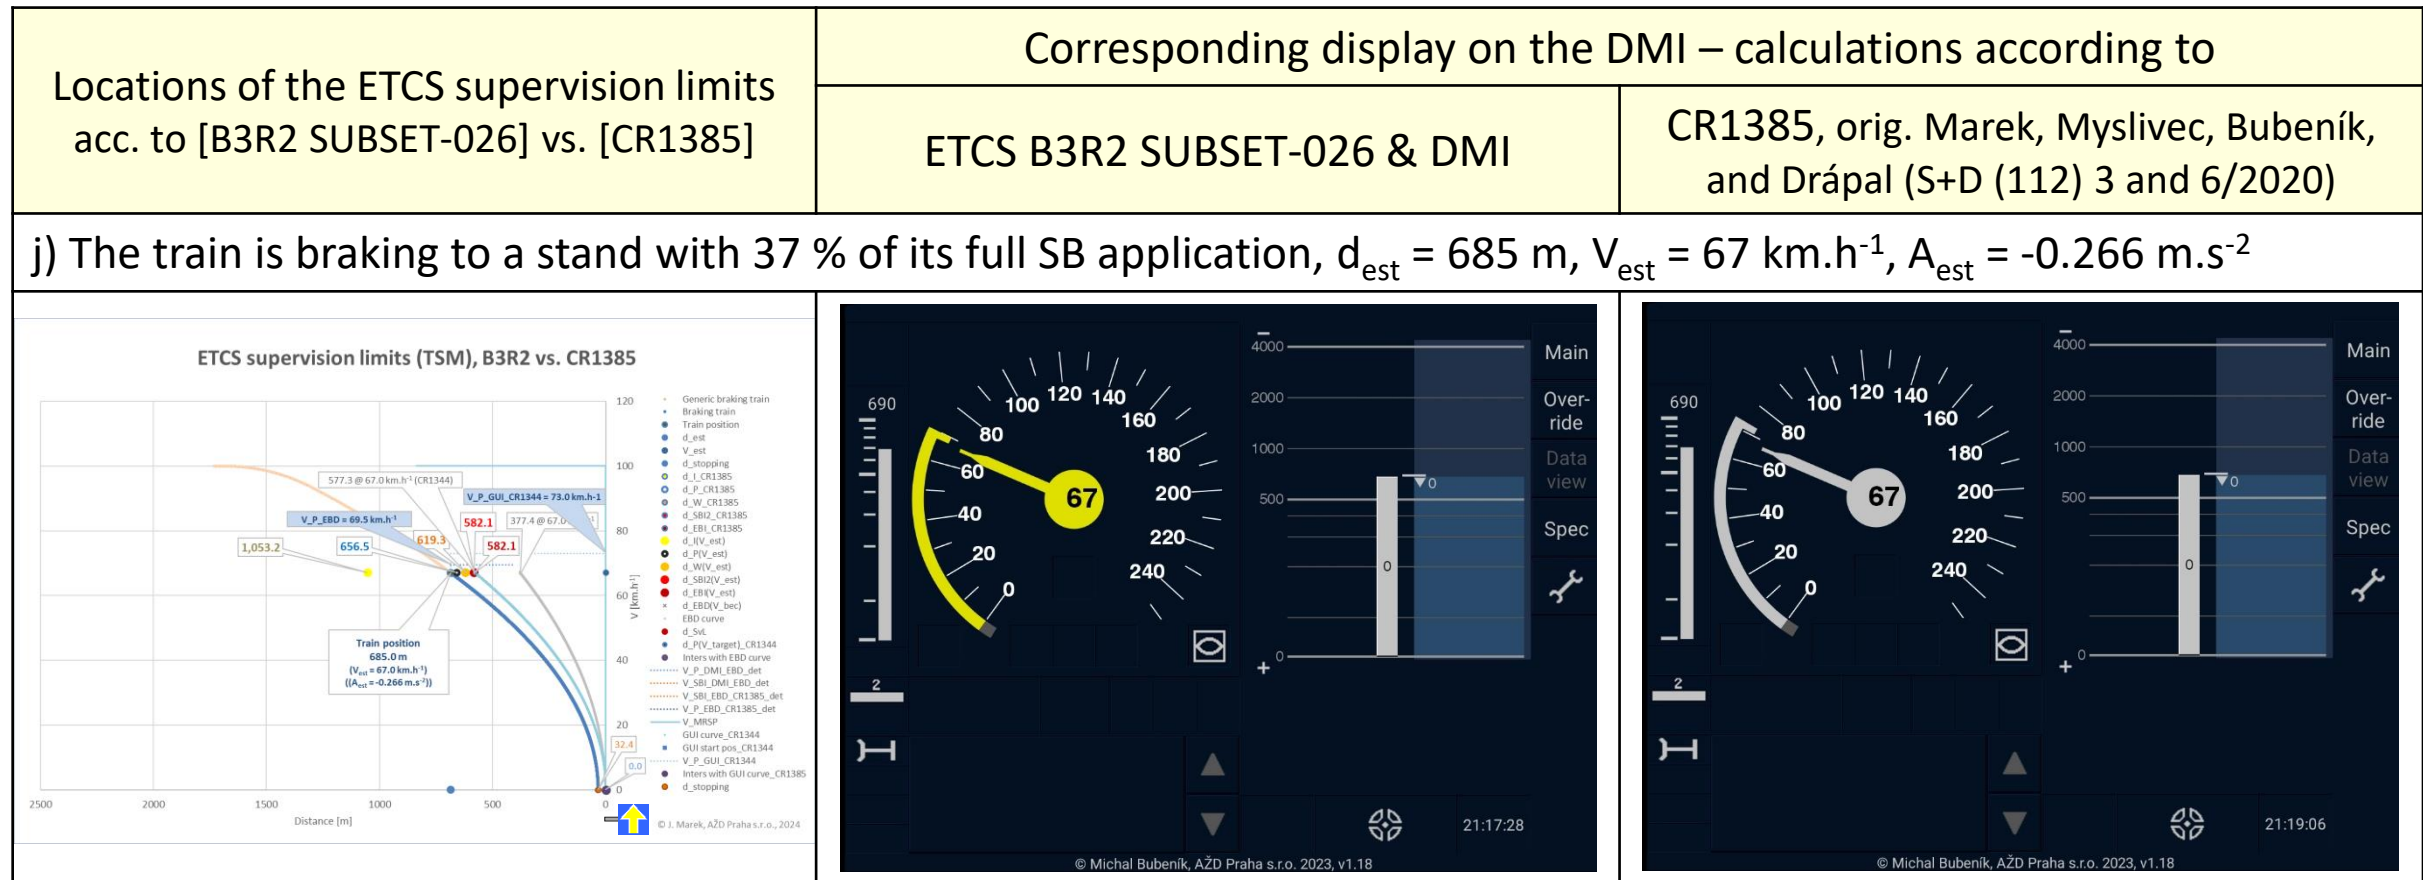 Locations of the ETCS supervision limits
acc. to [B3R2 SUBSET-026] vs. [CR1385]
Corresponding display on the DMI – calculations according to
ETCS B3R2 SUBSET-026 & DMI
CR1385, orig. Marek, Myslivec, Bubeník,
and Drápal (S+D (112) 3 and 6/2020)
j) The train is braking to a stand with 37 % of its full SB application, dest = 685 m, Vest = 67 km.h-1, Aest = -0.266 m.s-2
ETCS supervision limits (TSM), B3R2 vs. CR1385
577.3 @ 67.0 km.h-1 (CR1344)
V_P_GUI_CR1344 = 73.0 km.h-1
V_P_EBD = 69.5 km.h-1
582.1
377.4 @ 67.0
1,053.2
656.5
619.3
582.1
Train position
685.0 m
(Vest = 67.0 km.h-1)
((Aest = -0.266 m.s-2))
32.4
0.0
120
100
80
60
40
20
0
V [km.h-1]
2500
2000
1500
1000
500
0
Distance [m]
Generic braking train
Braking train
Train position
d_est
V_est
d_stopping
d_I_CR1385
d_P_CR1385
d_W_CR1385
d_SBI2_CR1385
d_EBI_CR1385
d_I(V_est)
d_P(V_est)
d_W(V_est)
d_SBI2(V_est)
d_EBI(V_est)
d_EBD(V_bec)
EBD curve
d_SvL
d_P(V_target)_CR1344
Inters with EBD curve
V_P_DMI_EBD_det
V_SBI_DMI_EBD_det
V_SBI_EBD_CR1385_det
V_P_EBD_CR1385_det
V_MRSP
GUI curve_CR1344
GUI start pos_CR1344
V_P_GUI_CR1344
Inters with GUI curve_CR1385
d_stopping
© J. Marek, AŽD Praha s.r.o., 2024
690
0
20
40
60
80
100
120
140
160
180
200
220
240
67
2
4000
2000
1000
500
0
0
0
Main
Over-
ride
Data
view
Spec
21:17:28
© Michal Bubeník, AŽD Praha s.r.o. 2023, v1.18
690
0
20
40
60
80
100
120
140
160
180
200
220
240
67
2
4000
2000
1000
500
0
0
0
Main
Over-
ride
Data
view
Spec
21:19:06
© Michal Bubeník, AŽD Praha s.r.o. 2023, v1.18